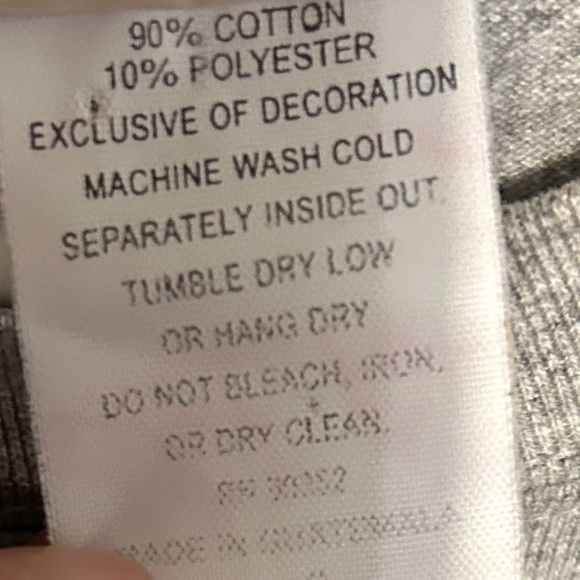 90% COTTON
10% POLYESTER
EXCLUSIVE OF DECORATION
MACHINE WASH COLD
SEPARATELY INSIDE OUT.
TUMBLE DRY LOW
OR HANG DRY
DO NOT BLEACH, IRON,
OR DRY CLEAN.
MADE IN GUATEMALA